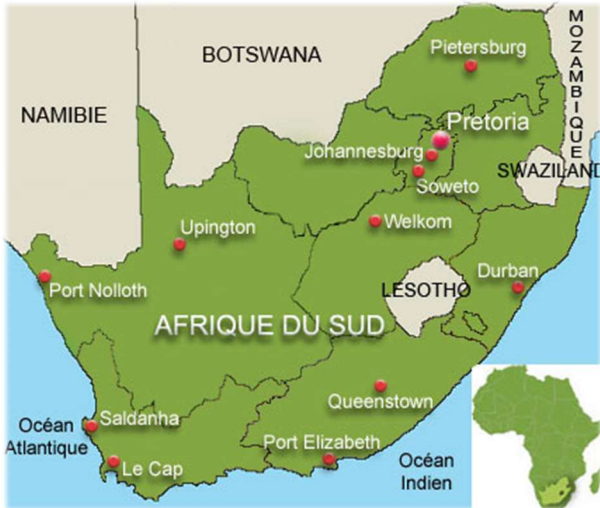 MOZAMBIQUE
Pietersburg
BOTSWANA
NAMIBIE
Pretoria
Johannesburg
SWAZILAND
Soweto
Welkom
Upington
Durban
LESOTHO
Port Nolloth
AFRIQUE DU SUD
Queenstown
Saldanha
Océan
Atlantique
Port Elizabeth
Le Cap
Océan
Indien